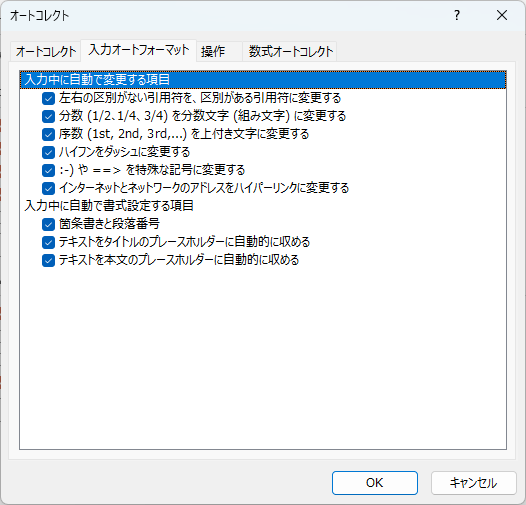 オートコレクト
?
オートコレクト 入力オートフォーマット 操作 数式オートコレクト
入力中に自動で変更する項目
左右の区別がない引用符を、区別がある引用符に変更する
分数 (1/2、1/4、3/4) を分数文字 (組み文字) に変更する
序数 (1st, 2nd, 3rd,...) を上付き文字に変更する
ハイフンをダッシュに変更する
:-) や ==> を特殊な記号に変更する
インターネットとネットワークのアドレスをハイパーリンクに変更する
入力中に自動で書式設定する項目
箇条書きと段落番号
テキストをタイトルのプレースホルダーに自動的に収める
テキストを本文のプレースホルダーに自動的に収める
OK キャンセル